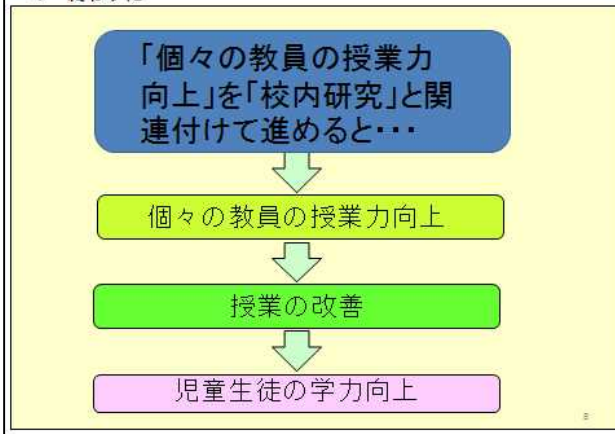 「個々の教員の授業力
向上」を「校内研究」と関
連付けて進めると・・・
個々の教員の授業力向上
授業の改善
児童生徒の学力向上